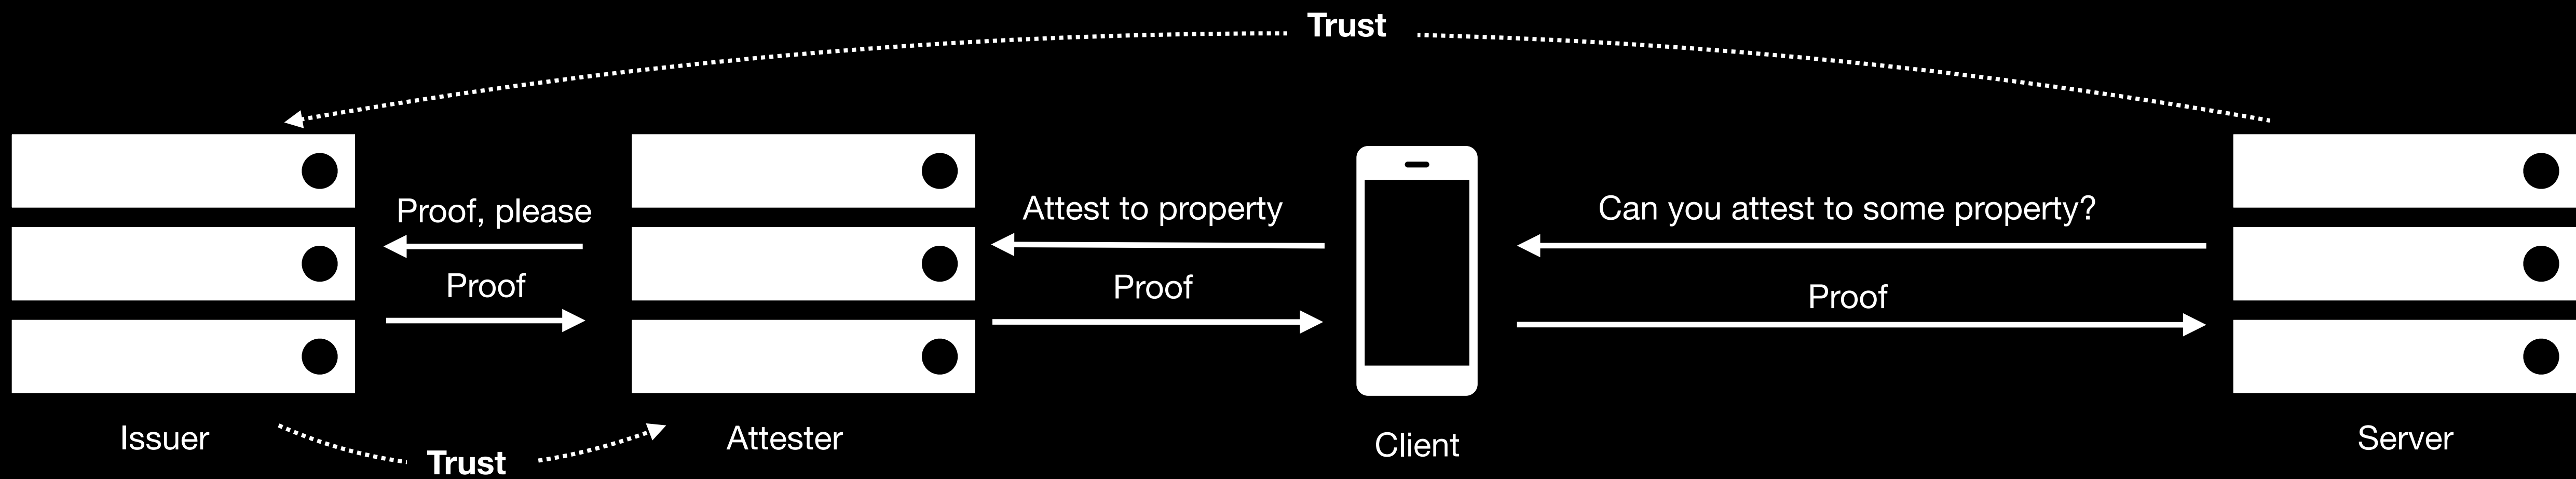 Trust
Proof, please
Attest to property
Can you attest to some property?
Proof
Proof
Proof
Issuer
Attester
Client
Server
Trust